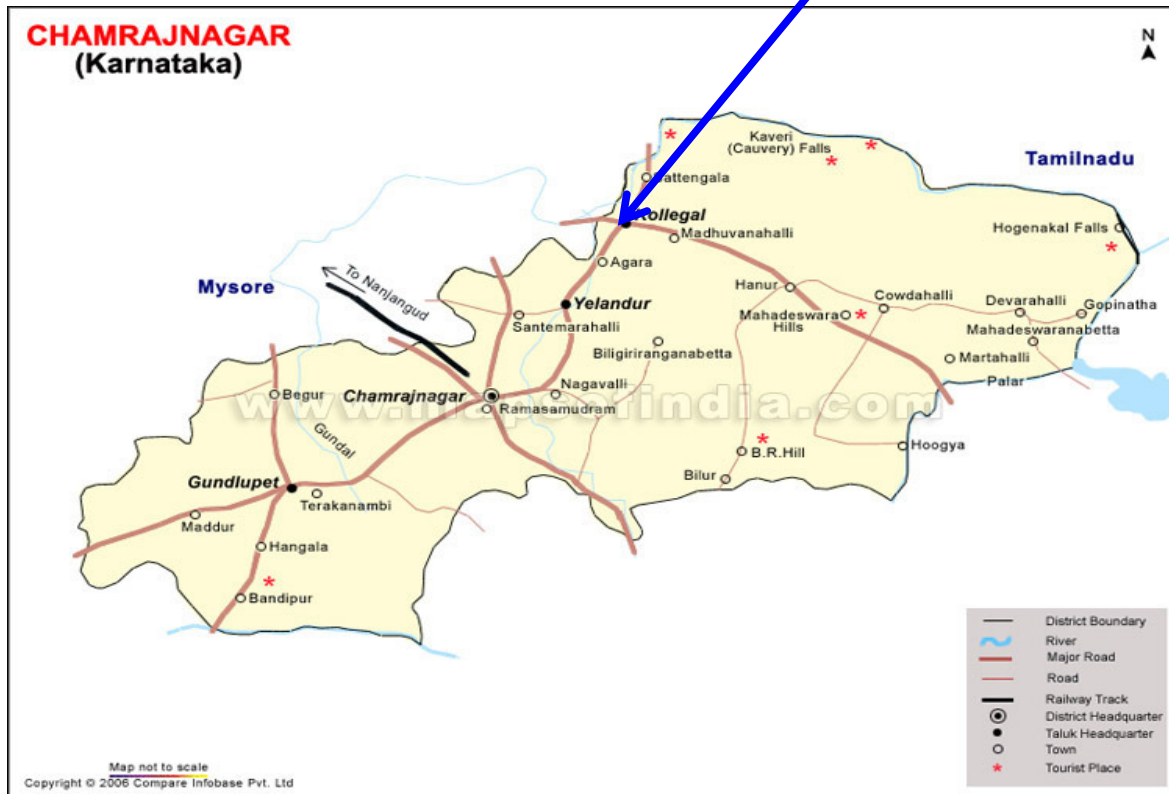 CHAMRAJNAGAR
(Karnataka)
N
Kaveri
(Cauvery) Falls
Tamilnadu
Hogenakal Falls
Madhuvanahalli
Agara
Mysore
To Nanjangud
Yelandur
Santemarahalli
Hanur
Cowdahalli
Devarahalli
Gopinatha
Mahadeswara
Hills
Mahadeswaranabetta
Biligiriranganabetta
Martahalli
Palar
Nagavalli
Chamrajnagar
Begur
Ramasamudram
www.mapsofindia.com
Gundal
B.R.Hill
Hoogya
Bilur
Gundlupet
Terakanambi
Maddur
Hangala
Bandipur
District Boundary
River
Major Road
Road
Railway Track
District Headquarter
Taluk Headquarter
Town
Tourist Place
Map not to scale
Copyright © 2006 Compare Infobase Pvt. Ltd